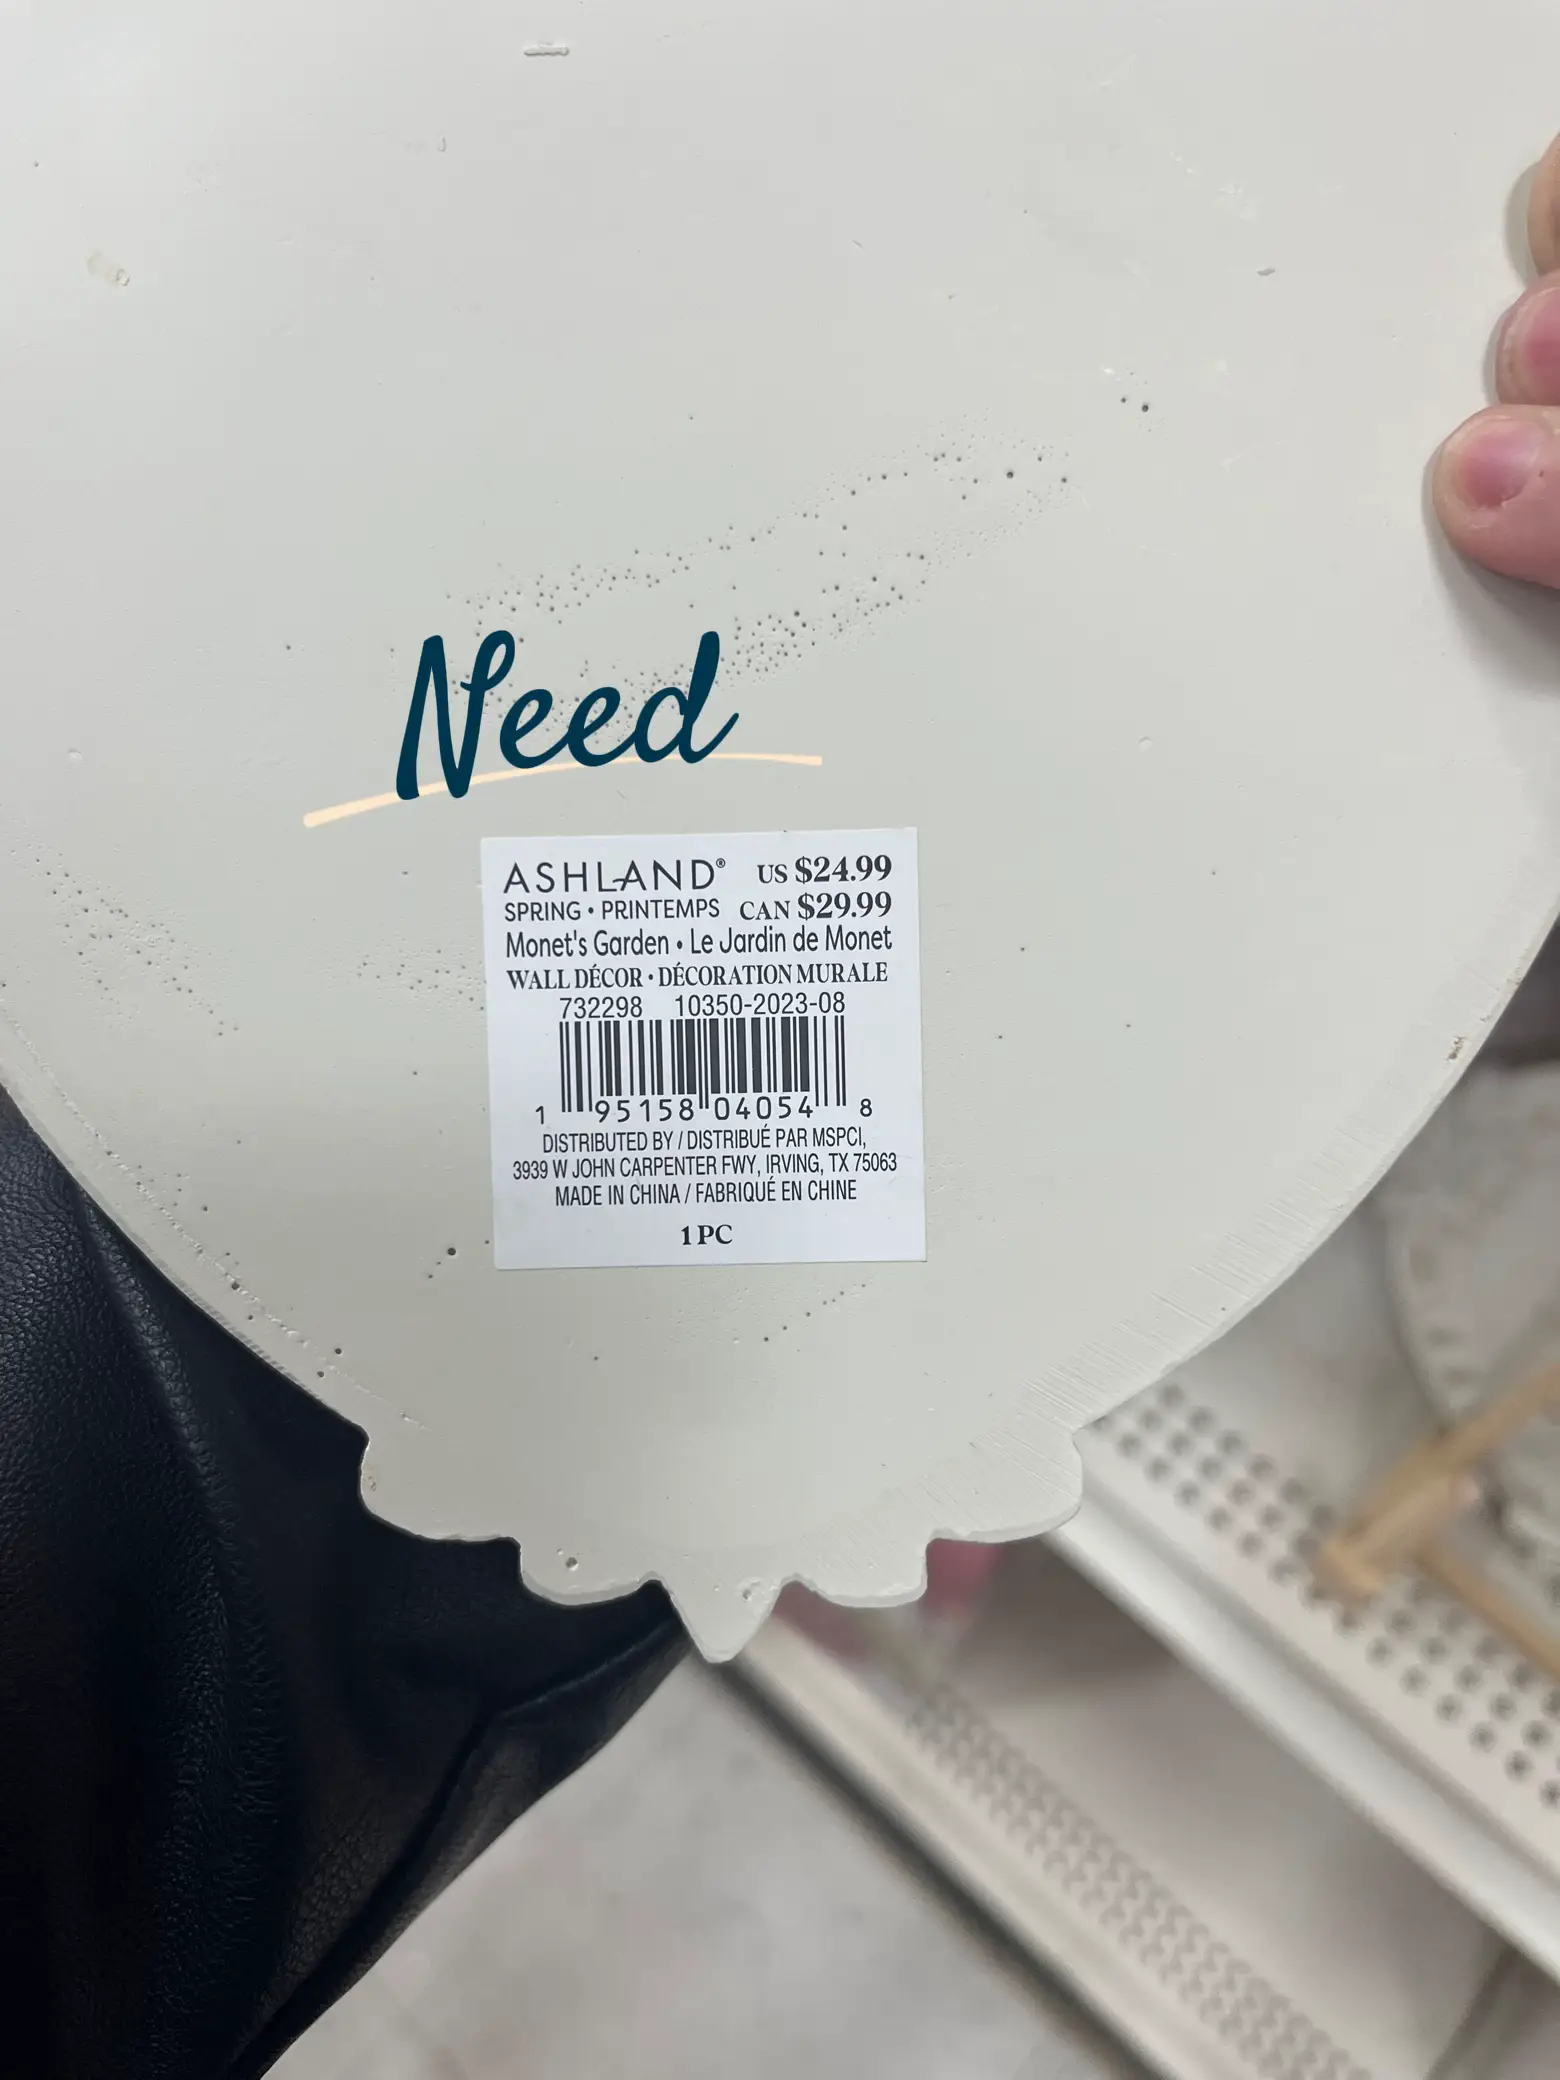 Need
ASHLAND® US $24.99
SPRING • PRINTEMPS CAN $29.99
Monet's Garden • Le Jardin de Monet
WALL DÉCOR • DÉCORATION MURALE
732298 10350-2023-08
1 95158 04054 8
DISTRIBUTED BY / DISTRIBUÉ PAR MSPCI,
3939 W JOHN CARPENTER FWY, IRVING, TX 75063
MADE IN CHINA / FABRIQUÉ EN CHINE
1 PC